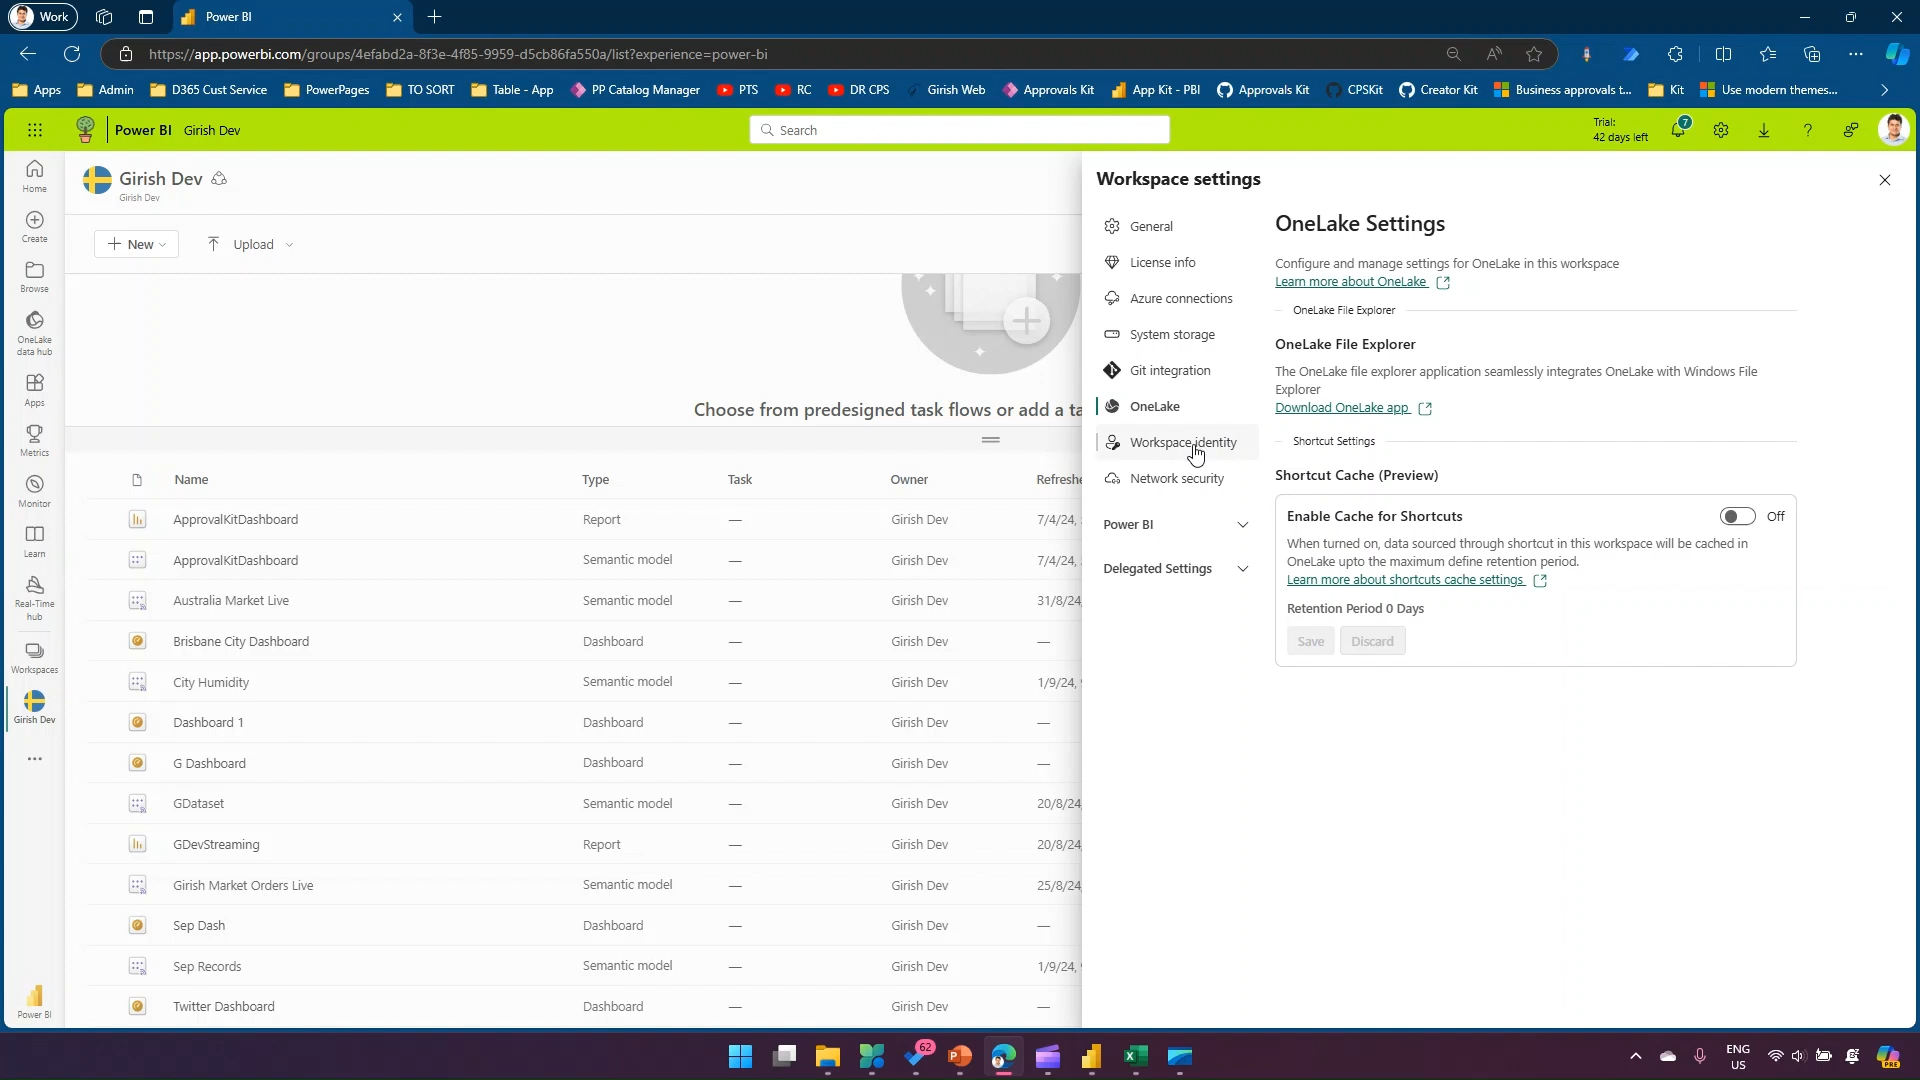 Work
Power BI
https://app.powerbi.com/groups/4efabd2a-8f3e-4f85-9959-d5cb86fa550a/list?experience=power-bi
Apps
Admin
D365 Cust Service
PowerPages
TO SORT
Table - App
PP Catalog Manager
PTS
RC
DR CPS
Girish Web
Approvals Kit
App Kit - PBI
Approvals Kit
CPSKit
Creator Kit
Business approvals t...
Kit
Use modern themes...
Power BI
Girish Dev
Search
Trial:
42 days left
7
Home
Create
Browse
OneLake
data hub
Apps
Metrics
Monitor
Learn
Real-Time
hub
Workspaces
Girish Dev
Power BI
Girish Dev
Girish Dev
New
Upload
Choose from predesigned task flows or add a ta
Name Type Task Owner Refreshe
ApprovalKitDashboard Report — Girish Dev 7/4/24,
ApprovalKitDashboard Semantic model — Girish Dev 7/4/24,
Australia Market Live Semantic model — Girish Dev 31/8/24,
Brisbane City Dashboard Dashboard — Girish Dev —
City Humidity Semantic model — Girish Dev 1/9/24,
Dashboard 1 Dashboard — Girish Dev —
G Dashboard Dashboard — Girish Dev —
GDataset Semantic model — Girish Dev 20/8/24
GDevStreaming Report — Girish Dev 20/8/24
Girish Market Orders Live Semantic model — Girish Dev 25/8/24
Sep Dash Dashboard — Girish Dev —
Sep Records Semantic model — Girish Dev 1/9/24,
Twitter Dashboard Dashboard — Girish Dev —
Workspace settings
General
License info
Azure connections
System storage
Git integration
OneLake
Workspace identity
Network security
Power BI
Delegated Settings
OneLake Settings
Configure and manage settings for OneLake in this workspace
Learn more about OneLake
OneLake File Explorer
OneLake File Explorer
The OneLake file explorer application seamlessly integrates OneLake with Windows File
Explorer
Download OneLake app
Shortcut Settings
Shortcut Cache (Preview)
Enable Cache for Shortcuts
Off
When turned on, data sourced through shortcut in this workspace will be cached in
OneLake upto the maximum define retention period.
Learn more about shortcuts cache settings
Retention Period 0 Days
Save
Discard
62
ENG
US
PRE